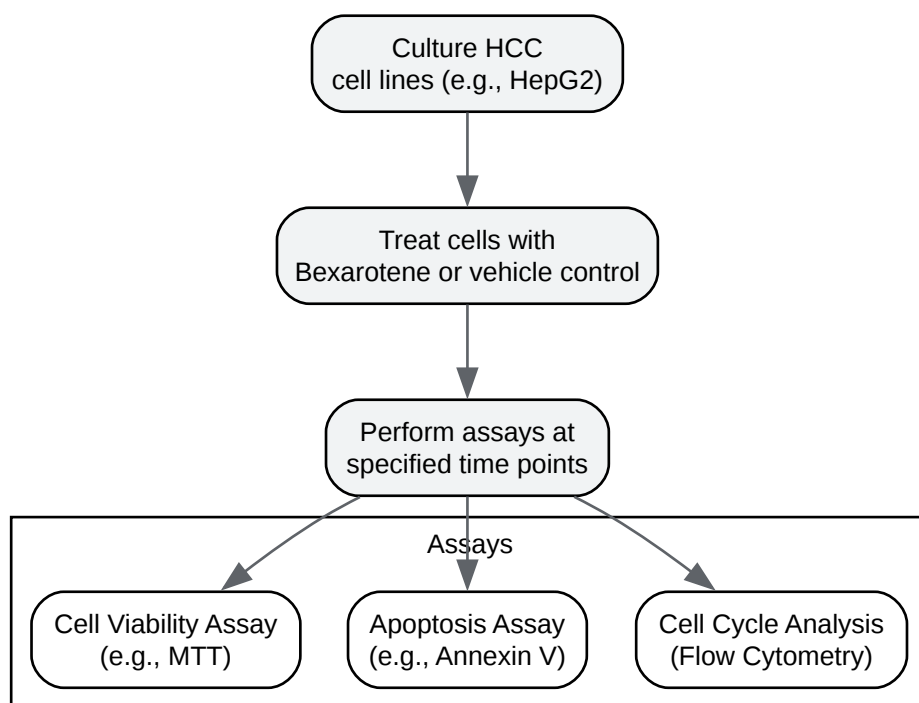 Culture HCC
cell lines (e.g., HepG2)
Treat cells with
Bexarotene or vehicle control
Perform assays at
specified time points
Assays
Cell Viability Assay
(e.g., MTT)
Apoptosis Assay
(e.g., Annexin V)
Cell Cycle Analysis
(Flow Cytometry)